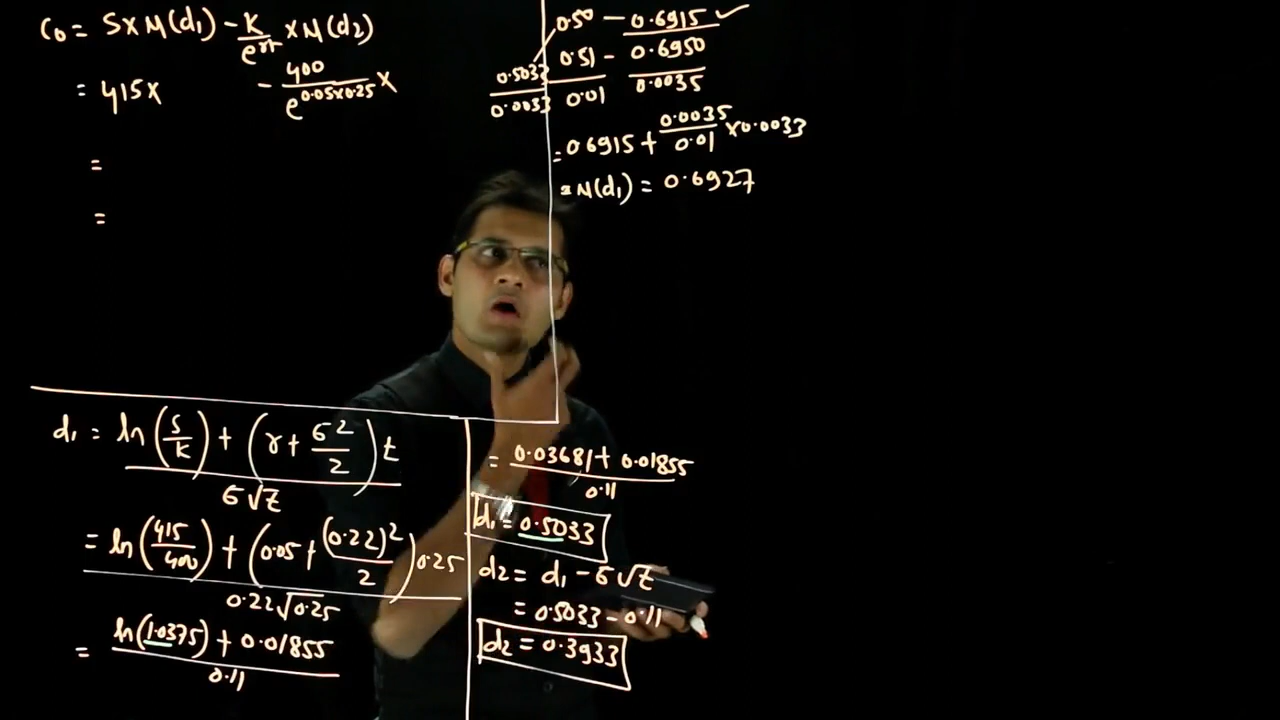 C₀ = S×N(d₁) – K/e^rt × N(d₂)
= 415× – 400/e^0.05×0.25 ×
=
=
0.50 – 0.6915 ✓
0.51 – 0.6950
0.5033
0.0033 0.01 0.0035
= 0.6915 + 0.0035/0.01 × 0.0033
= N(d₁) = 0.6927
d₁ = ln(S/K) + (r + σ²/2)t
σ√t
= ln(415/400) + (0.05 + (0.22)²/2)0.25
0.22√0.25
= ln(1.0375) + 0.01855
0.11
= 0.03681 + 0.01855
0.11
d₁ = 0.5033
d2 = d₁ – σ√t
= 0.5033 – 0.11
d2 = 0.3933